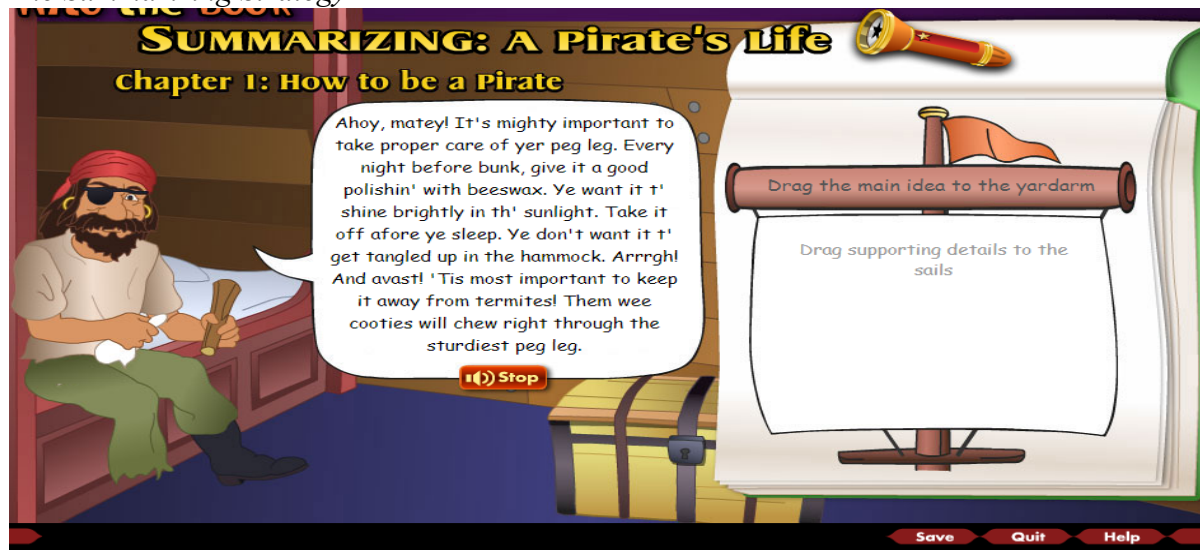 Into the Book
SUMMARIZING: A Pirate's Life
Chapter 1: How to be a Pirate
Ahoy, matey! It's mighty important to
take proper care of yer peg leg. Every
night before bunk, give it a good
polishin' with beeswax. Ye want it t'
shine brightly in th' sunlight. Take it
off afore ye sleep. Ye don't want it t'
get tangled up in the hammock. Arrrgh!
And avast! 'Tis most important to keep
it away from termites! Them wee
cooties will chew right through the
sturdiest peg leg.
Stop
Drag the main idea to the yardarm
Drag supporting details to the
sails
Save
Quit
Help